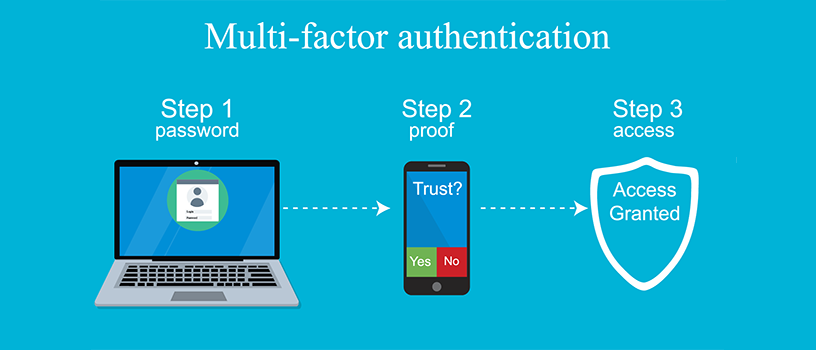 Multi-factor authentication
Step 1
password
Login
Password
Step 2
proof
Trust?
Yes No
Step 3
access
Access
Granted